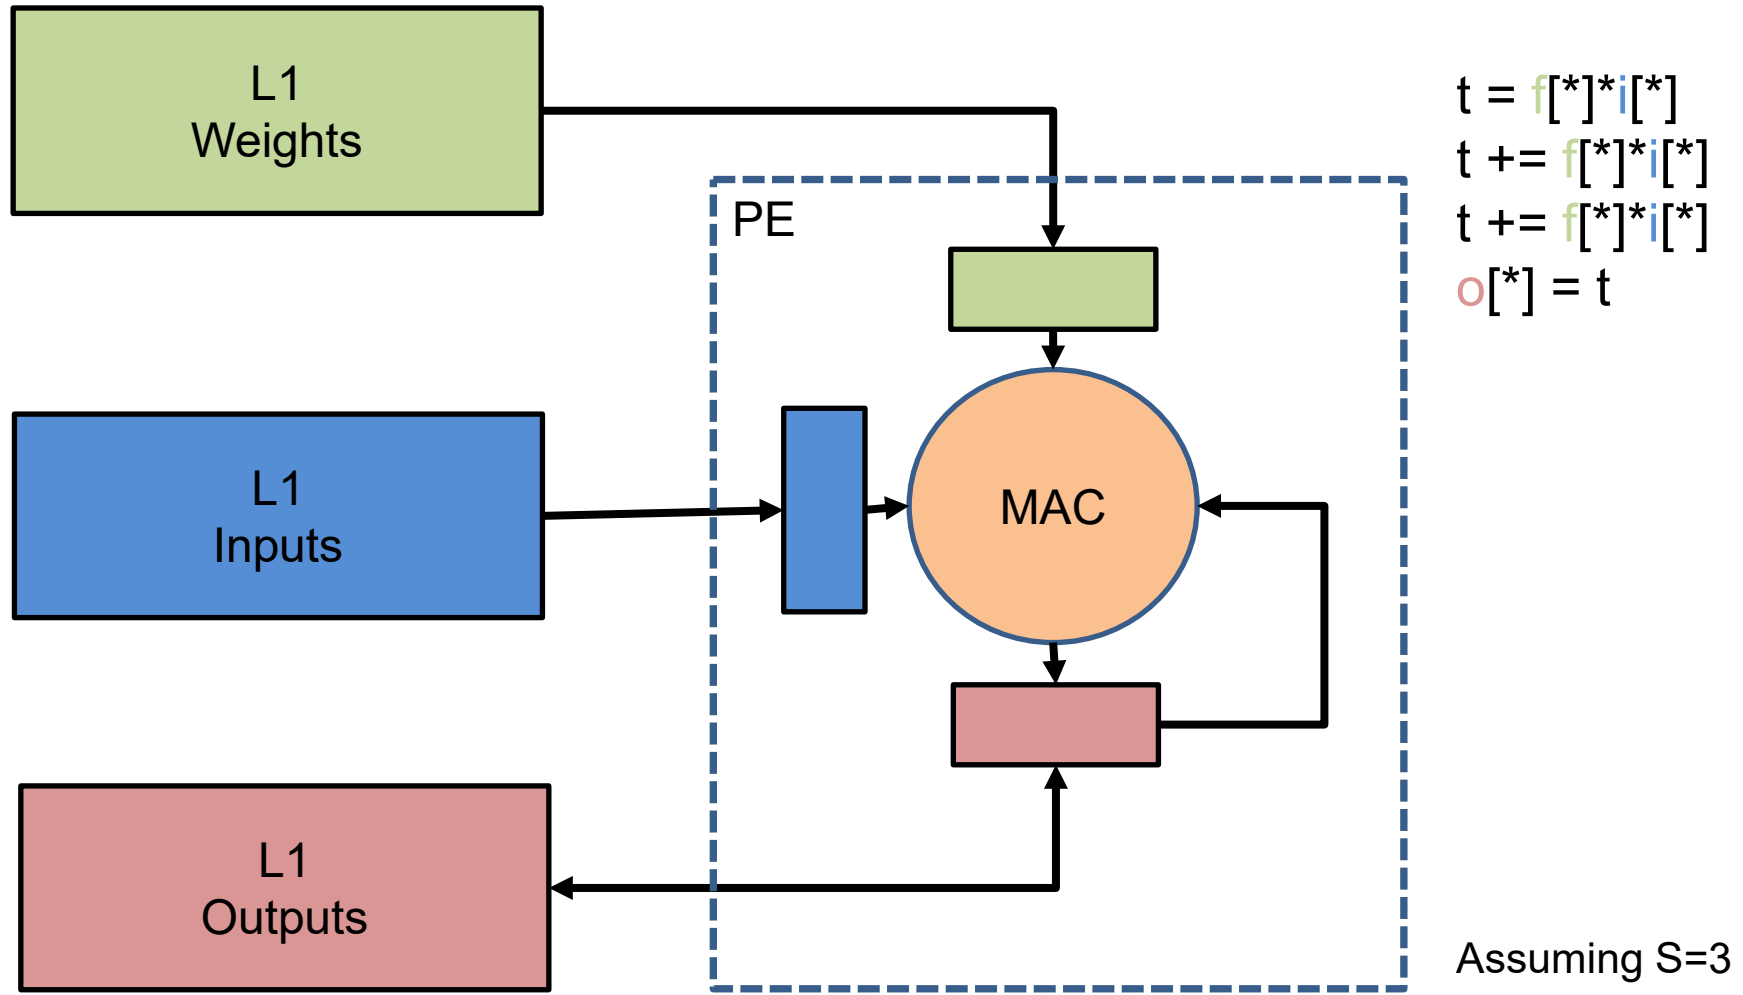 L1
Weights
t = f[*]*i[*]
t += f[*]*i[*]
t += f[*]*i[*]
o[*] = t
PE
L1
Inputs
MAC
L1
Outputs
Assuming S=3